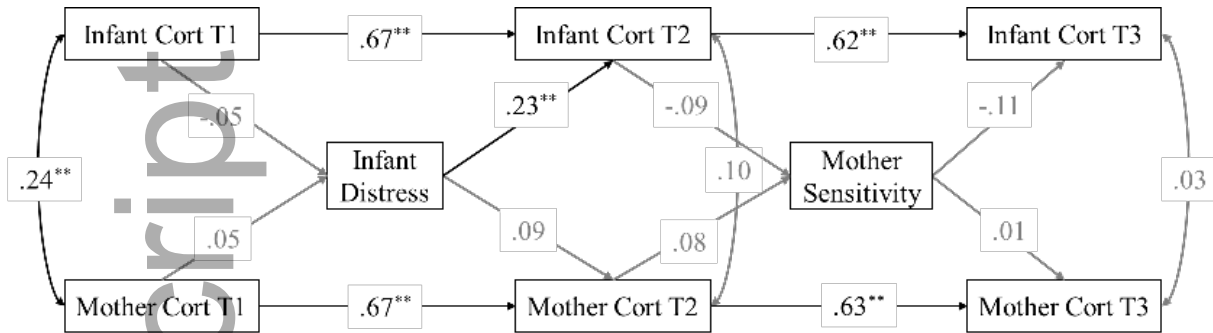 Infant Cort T1
.67**
Infant Cort T2
.62**
Infant Cort T3
-.05
.23**
-.09
-.11
.24**
Infant
Distress
.10
Mother
Sensitivity
.03
.05
.09
.08
.01
Mother Cort T1
.67**
Mother Cort T2
.63**
Mother Cort T3
cript